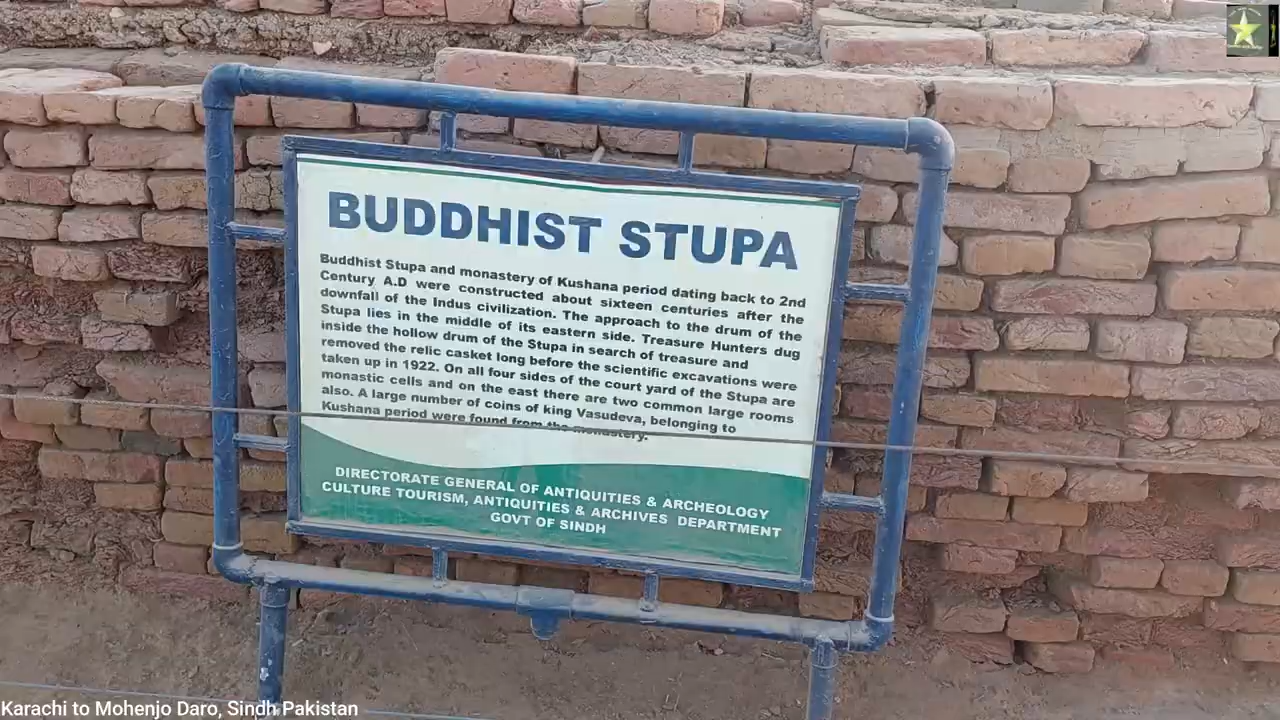 BUDDHIST STUPA
Buddhist Stupa and monastery of Kushana period dating back to 2nd
Century A.D were constructed about sixteen centuries after the
downfall of the Indus civilization. The approach to the drum of the
Stupa lies in the middle of its eastern side. Treasure Hunters dug
inside the hollow drum of the Stupa in search of treasure and
removed the relic casket long before the scientific excavations were
taken up in 1922. On all four sides of the court yard of the Stupa are
monastic cells and on the east there are two common large rooms
also. A large number of coins of king Vasudeva, belonging to
Kushana period were found from the monastery.
DIRECTORATE GENERAL OF ANTIQUITIES & ARCHEOLOGY
CULTURE TOURISM, ANTIQUITIES & ARCHIVES DEPARTMENT
GOVT OF SINDH
Karachi to Mohenjo Daro, Sindh Pakistan